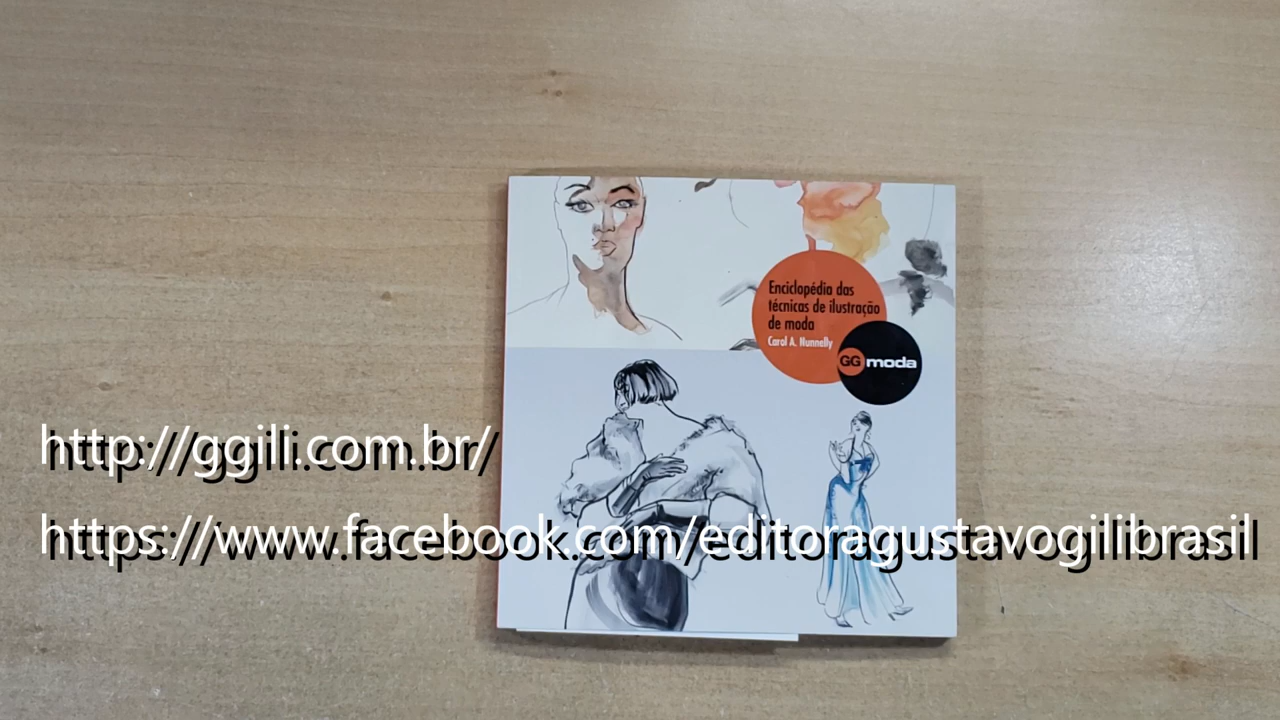 Enciclopédia das
técnicas de ilustração
de moda
Carol A. Nunnelly
GG moda
http://ggili.com.br/
https://www.facebook.com/editoragustavogilibrasil